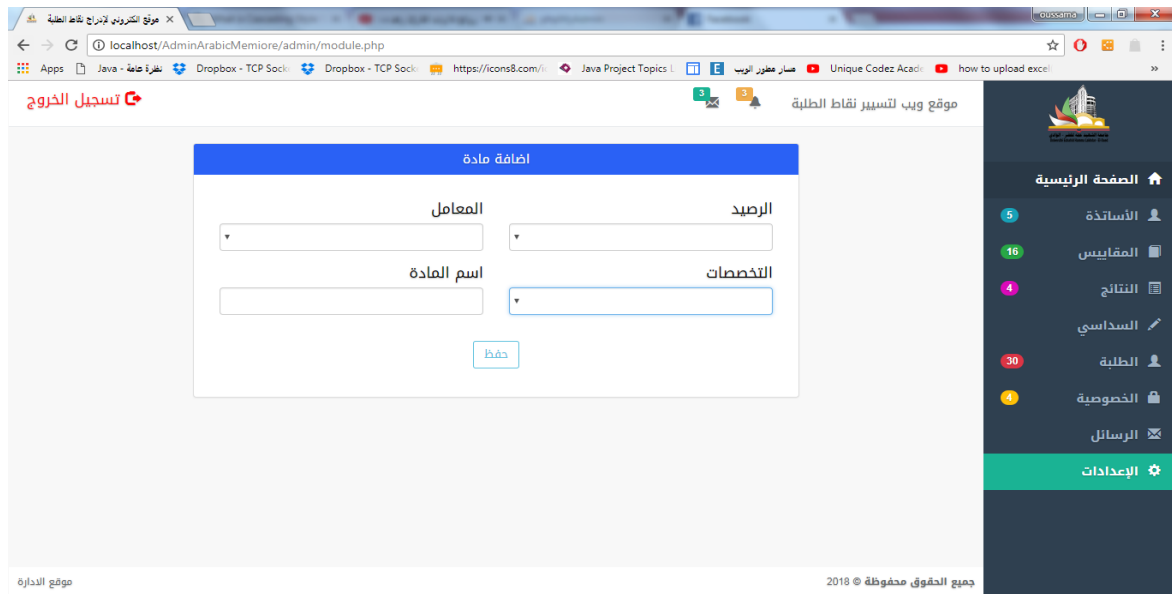 موقع الكتروني لإدراج نقاط الطلبة
oussama
localhost/AdminArabicMemiore/admin/module.php
Apps
نظرة عامة - Java
Dropbox - TCP Sock
Dropbox - TCP Sock
https://icons8.com/i
Java Project Topics
مسار مطور الويب
Unique Codez Acade
how to upload excel
موقع ويب لتسيير نقاط الطلبة
3
3
تسجيل الخروج
الصفحة الرئيسية
الأساتذة 5
المقاييس 16
النتائج 4
السداسي
الطلبة 30
الخصوصية 4
الرسائل
الإعدادات
اضافة مادة
الرصيد
المعامل
التخصصات
اسم المادة
حفظ
جميع الحقوق محفوظة © 2018
موقع الادارة